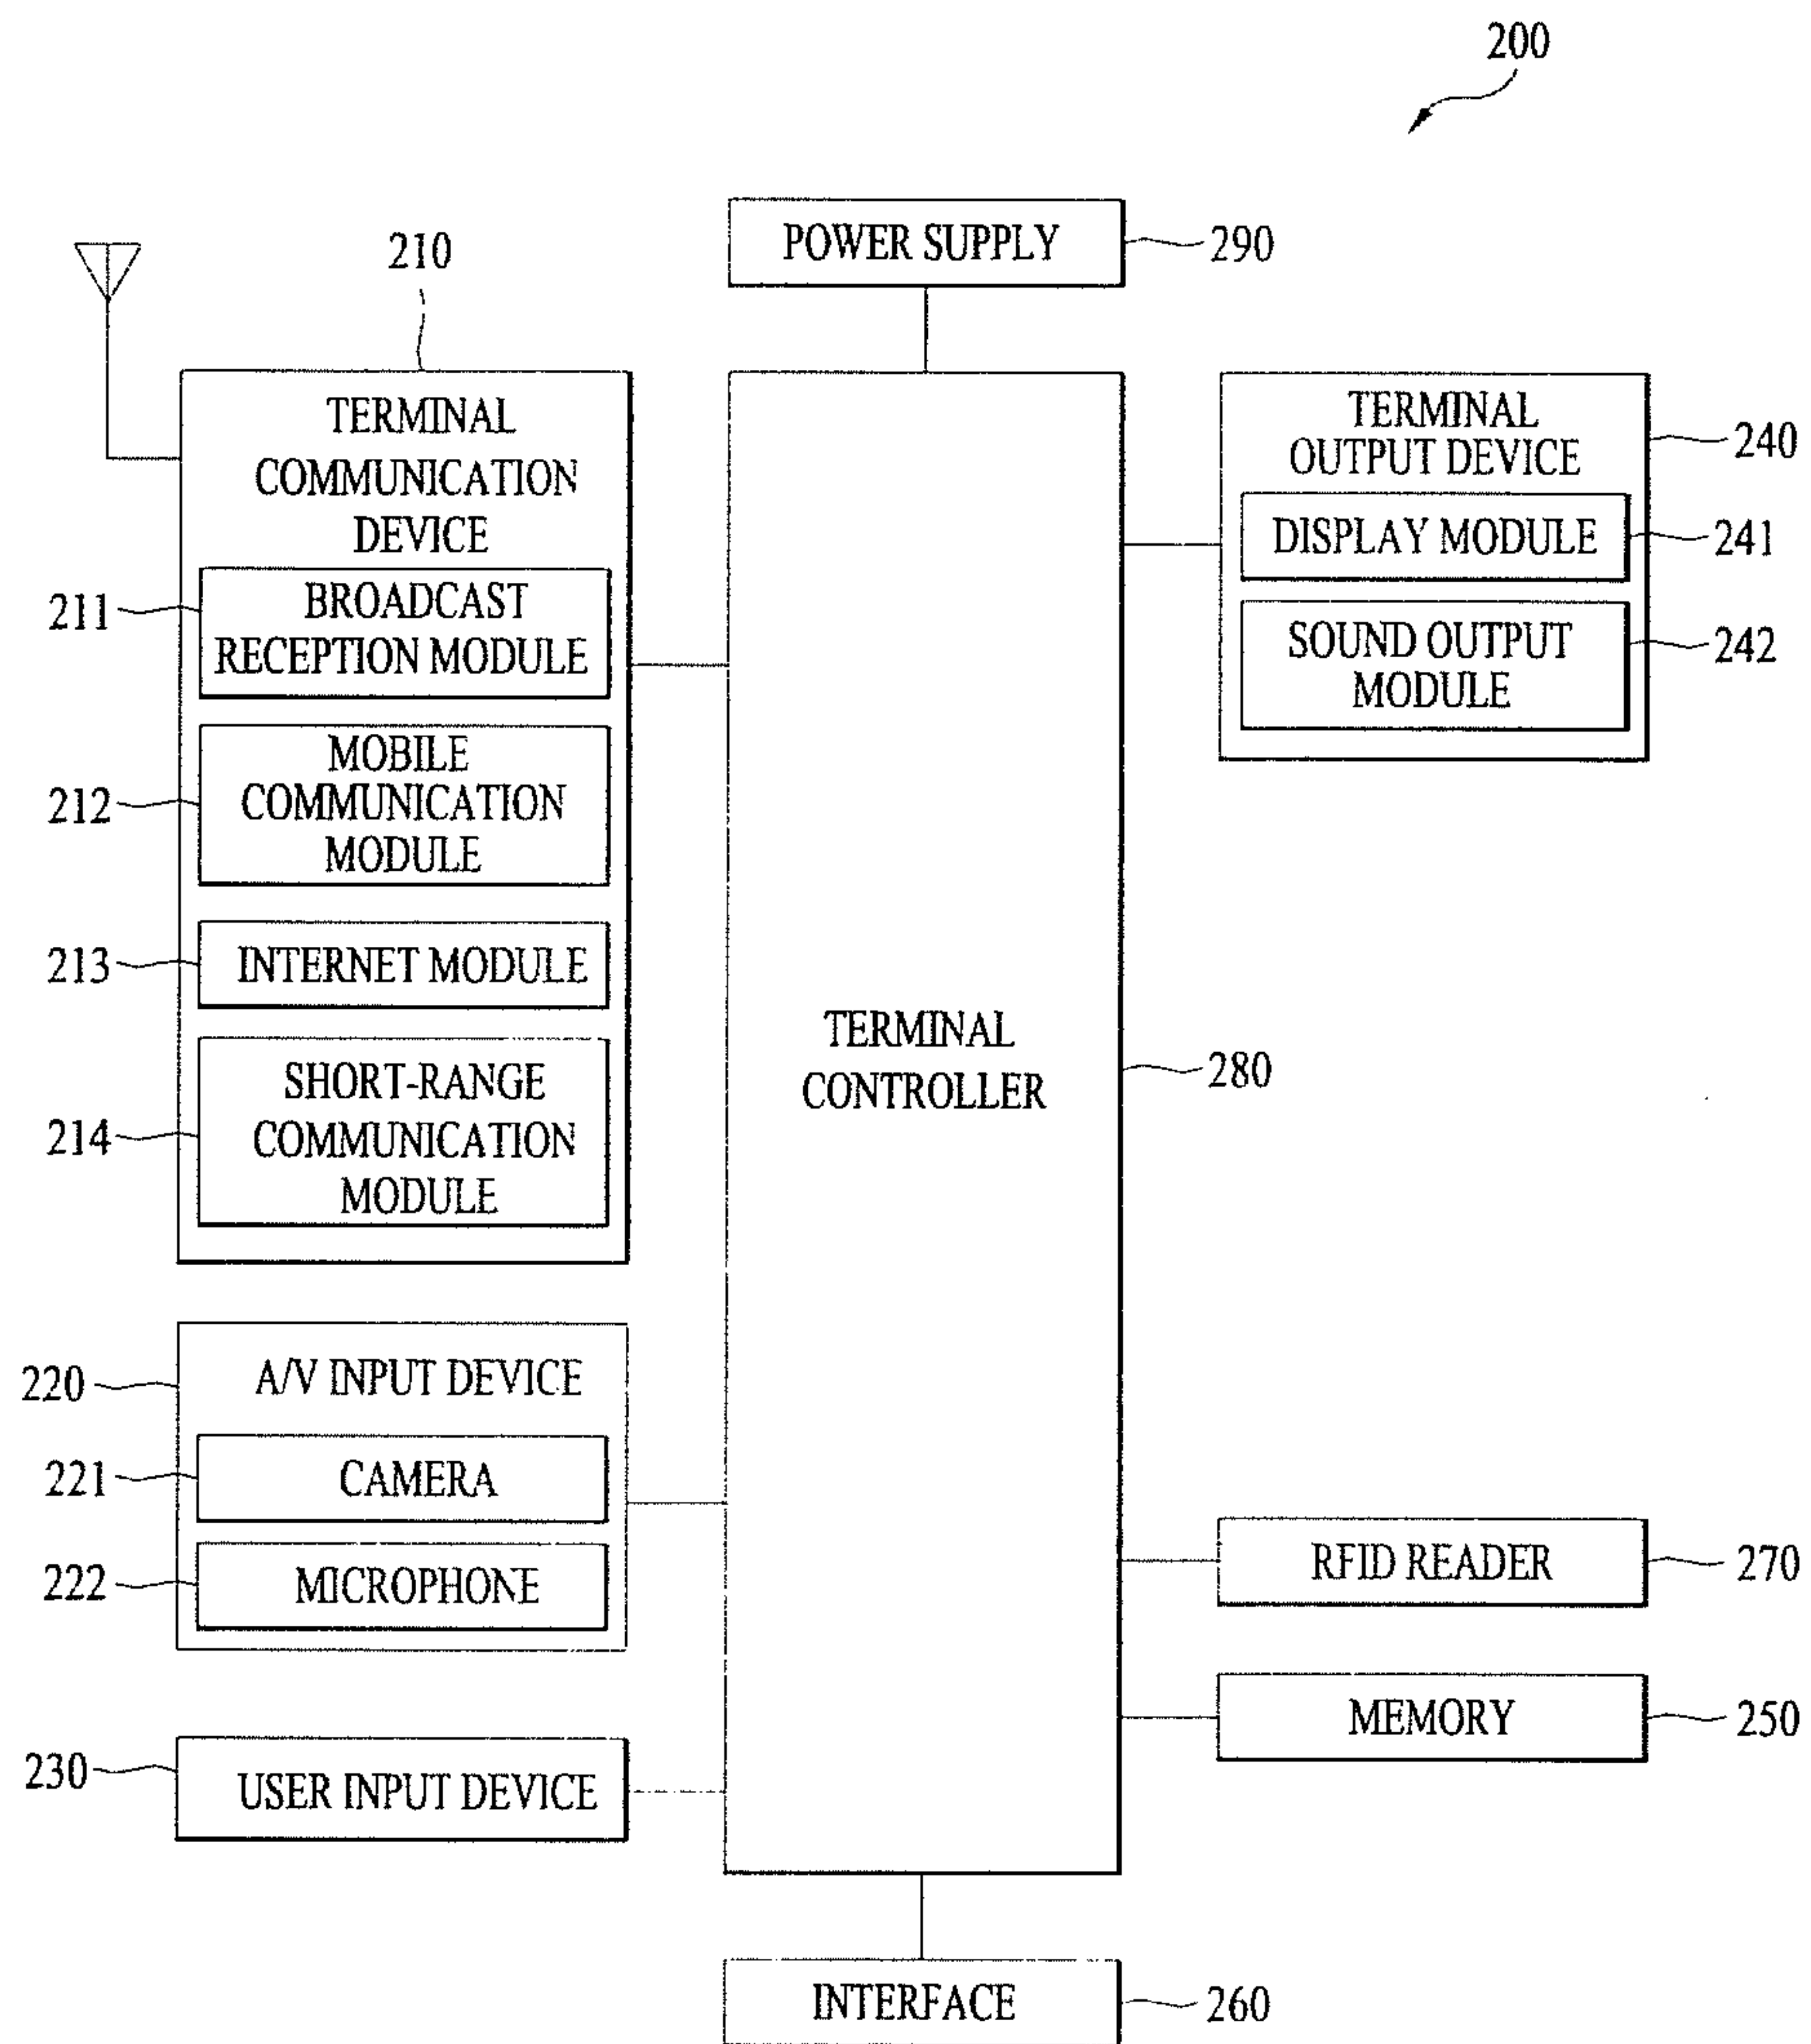 200
POWER SUPPLY
290
210
TERMINAL
COMMUNICATION
DEVICE
211
BROADCAST
RECEPTION MODULE
212
MOBILE
COMMUNICATION
MODULE
213
INTERNET MODULE
214
SHORT-RANGE
COMMUNICATION
MODULE
220
A/V INPUT DEVICE
221
CAMERA
222
MICROPHONE
230
USER INPUT DEVICE
TERMINAL
CONTROLLER
280
TERMINAL
OUTPUT DEVICE
240
DISPLAY MODULE
241
SOUND OUTPUT
MODULE
242
RFID READER
270
MEMORY
250
INTERFACE
260